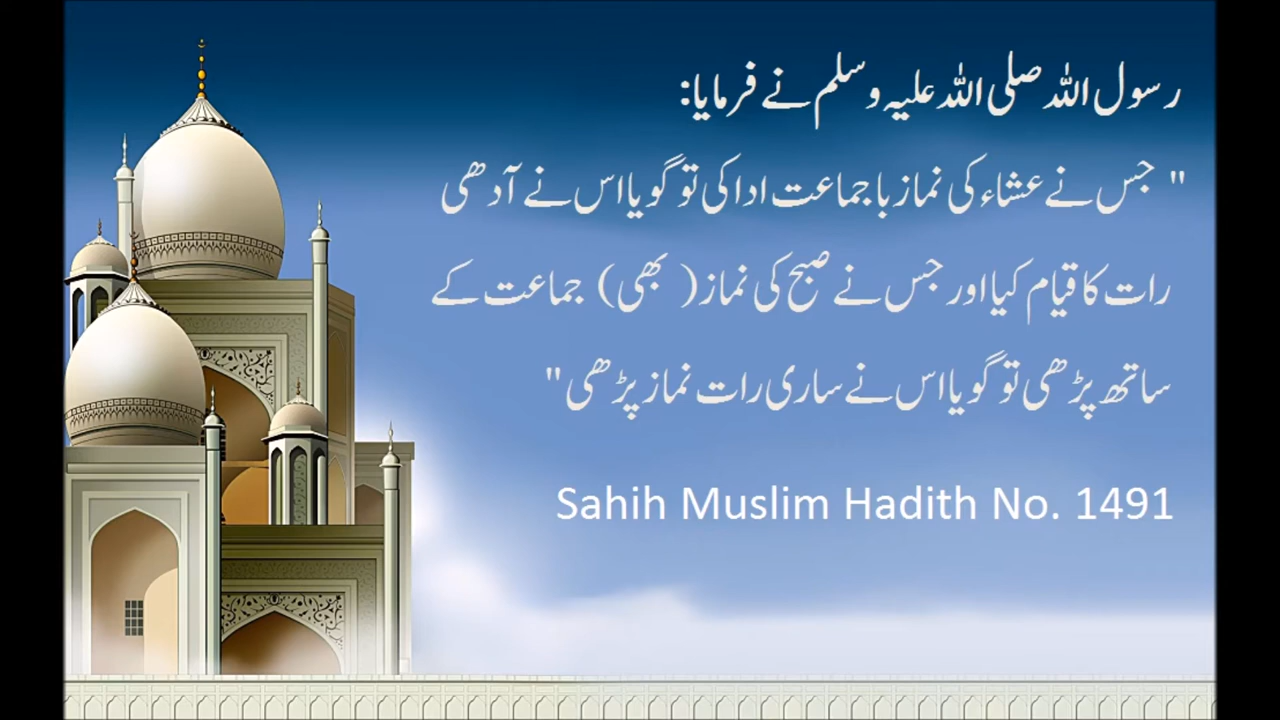 رسول اللہ صلی اللہ علیہ وسلم نے فرمایا:
" جس نے عشاء کی نماز با جماعت ادا کی تو گویا اس نے آدھی
رات کا قیام کیا اور جس نے صبح کی نماز ( بھی ) جماعت کے
ساتھ پڑھی تو گویا اس نے ساری رات نماز پڑھی "
Sahih Muslim Hadith No. 1491